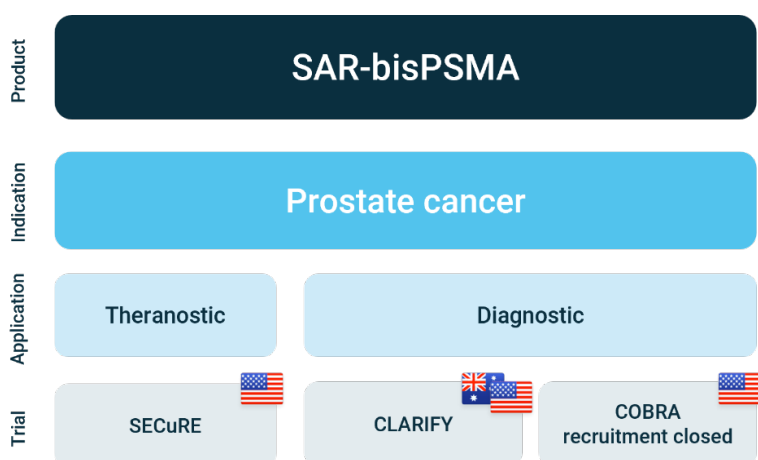 Product
SAR-bisPSMA
Indication
Prostate cancer
Application
Theranostic
Diagnostic
Trial
SECuRE
CLARIFY
COBRA
recruitment closed